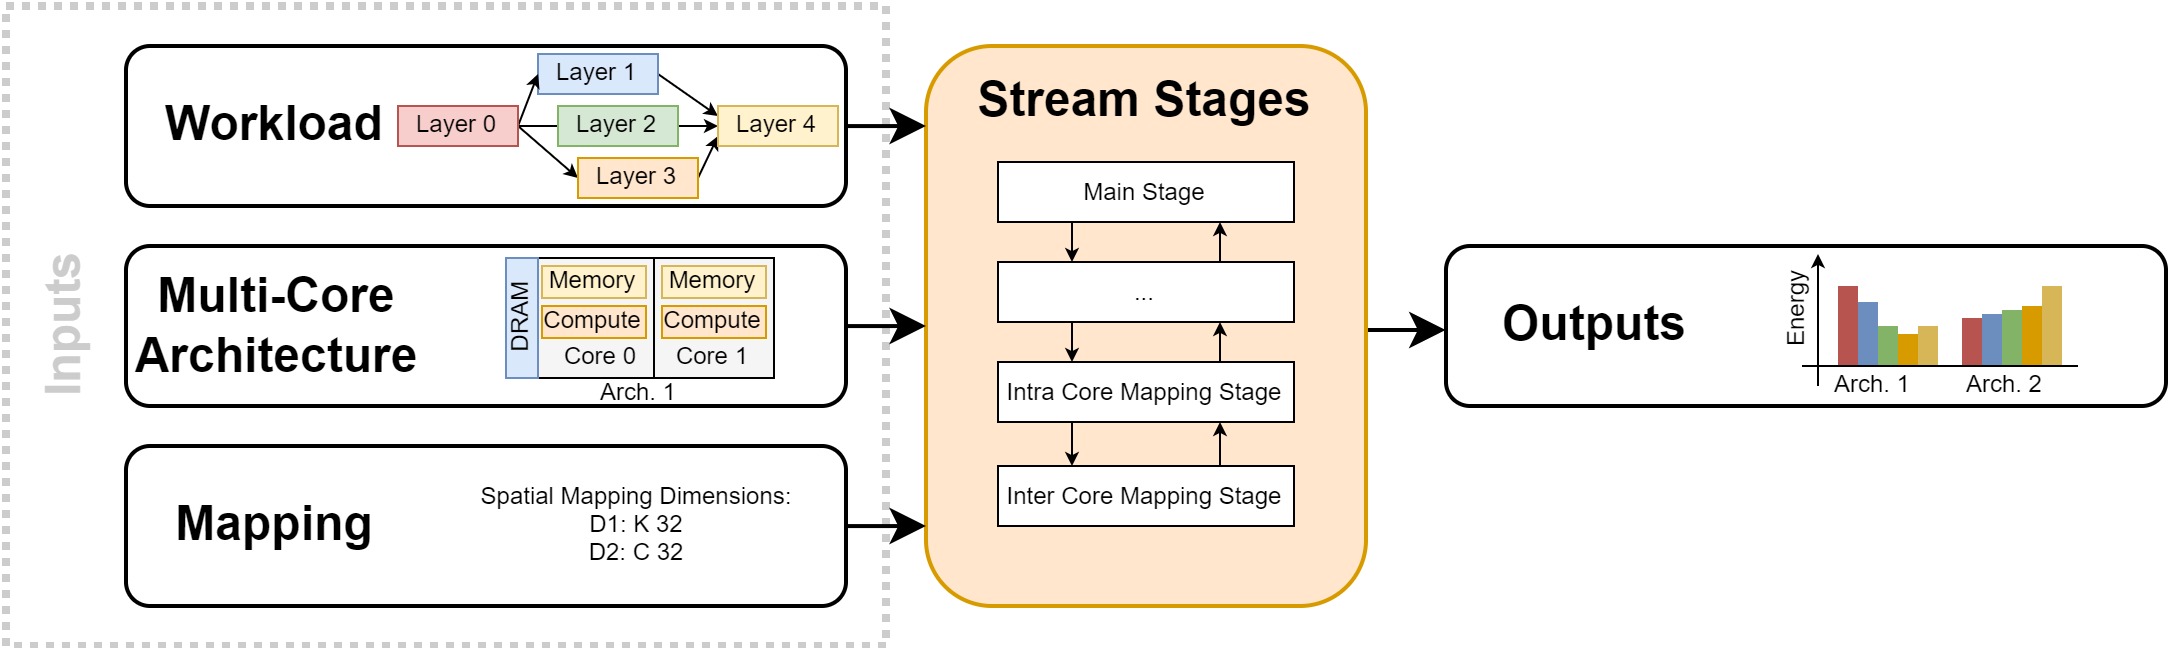 Inputs
Workload
Layer 0
Layer 1
Layer 2
Layer 3
Layer 4
Multi-Core
Architecture
DRAM
Memory
Compute
Core 0
Memory
Compute
Core 1
Arch. 1
Mapping
Spatial Mapping Dimensions:
D1: K 32
D2: C 32
Stream Stages
Main Stage
...
Intra Core Mapping Stage
Inter Core Mapping Stage
Outputs
Energy
Arch. 1
Arch. 2